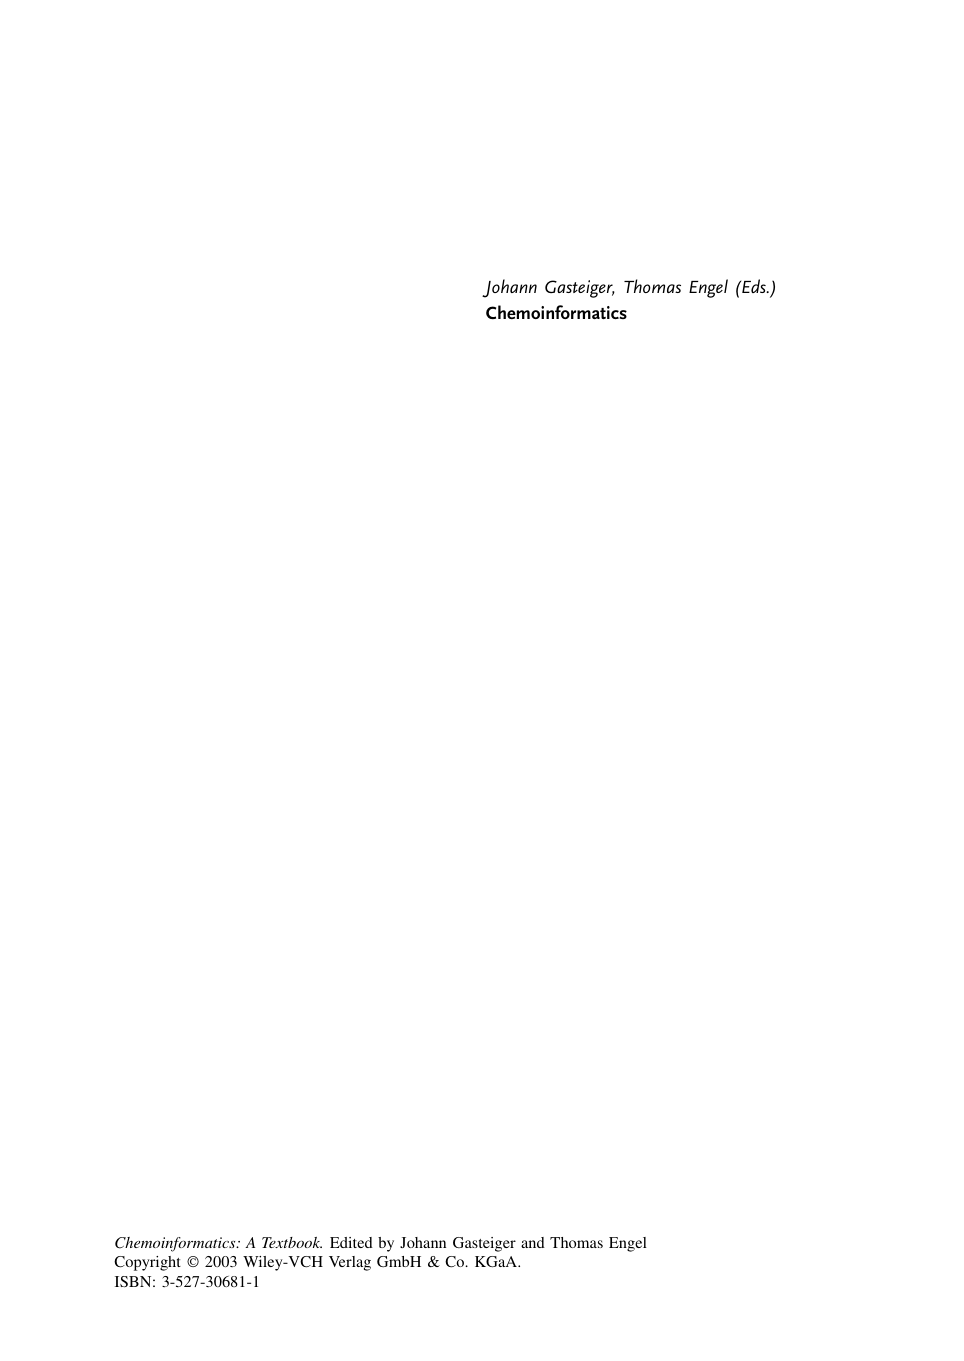 Johann Gasteiger, Thomas Engel (Eds.)
Chemoinformatics
Chemoinformatics: A Textbook. Edited by Johann Gasteiger and Thomas Engel
Copyright © 2003 Wiley-VCH Verlag GmbH & Co. KGaA.
ISBN: 3-527-30681-1